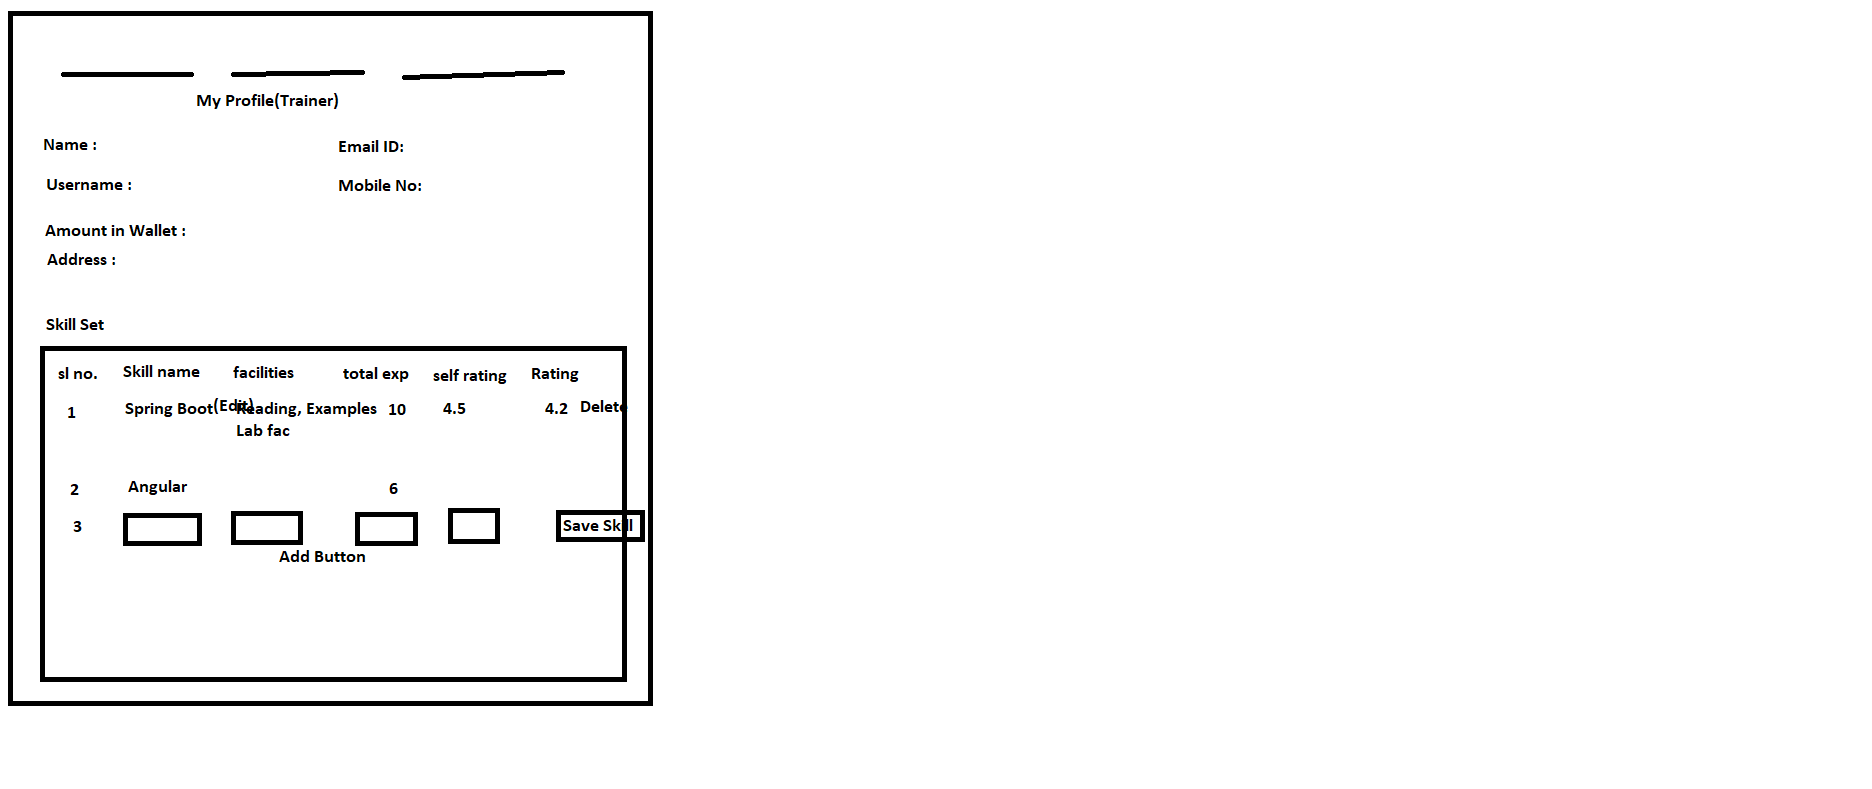 My Profile(Trainer)
Name : Email ID:
Username : Mobile No:
Amount in Wallet :
Address :
Skill Set
sl no. Skill name facilities total exp self rating Rating
1 Spring Boot (Edit) Reading, Examples 10 4.5 4.2 Delete
Lab fac
2 Angular 6
3 Save Skill
Add Button